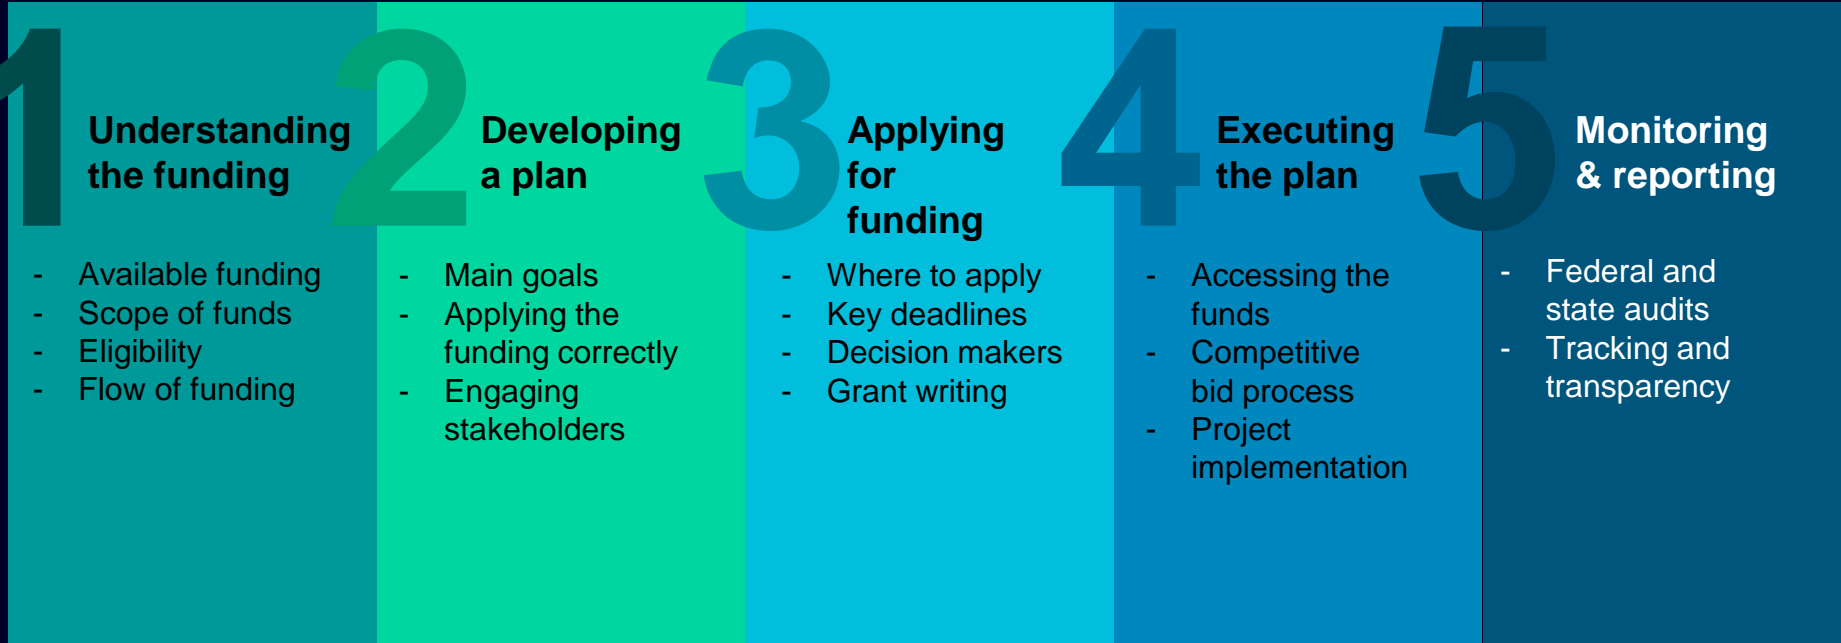 1
Understanding
the funding
- Available funding
- Scope of funds
- Eligibility
- Flow of funding
2
Developing
a plan
- Main goals
- Applying the
funding correctly
- Engaging
stakeholders
3
Applying
for
funding
- Where to apply
- Key deadlines
- Decision makers
- Grant writing
4
Executing
the plan
- Accessing the
funds
- Competitive
bid process
- Project
implementation
5
Monitoring
& reporting
- Federal and
state audits
- Tracking and
transparency